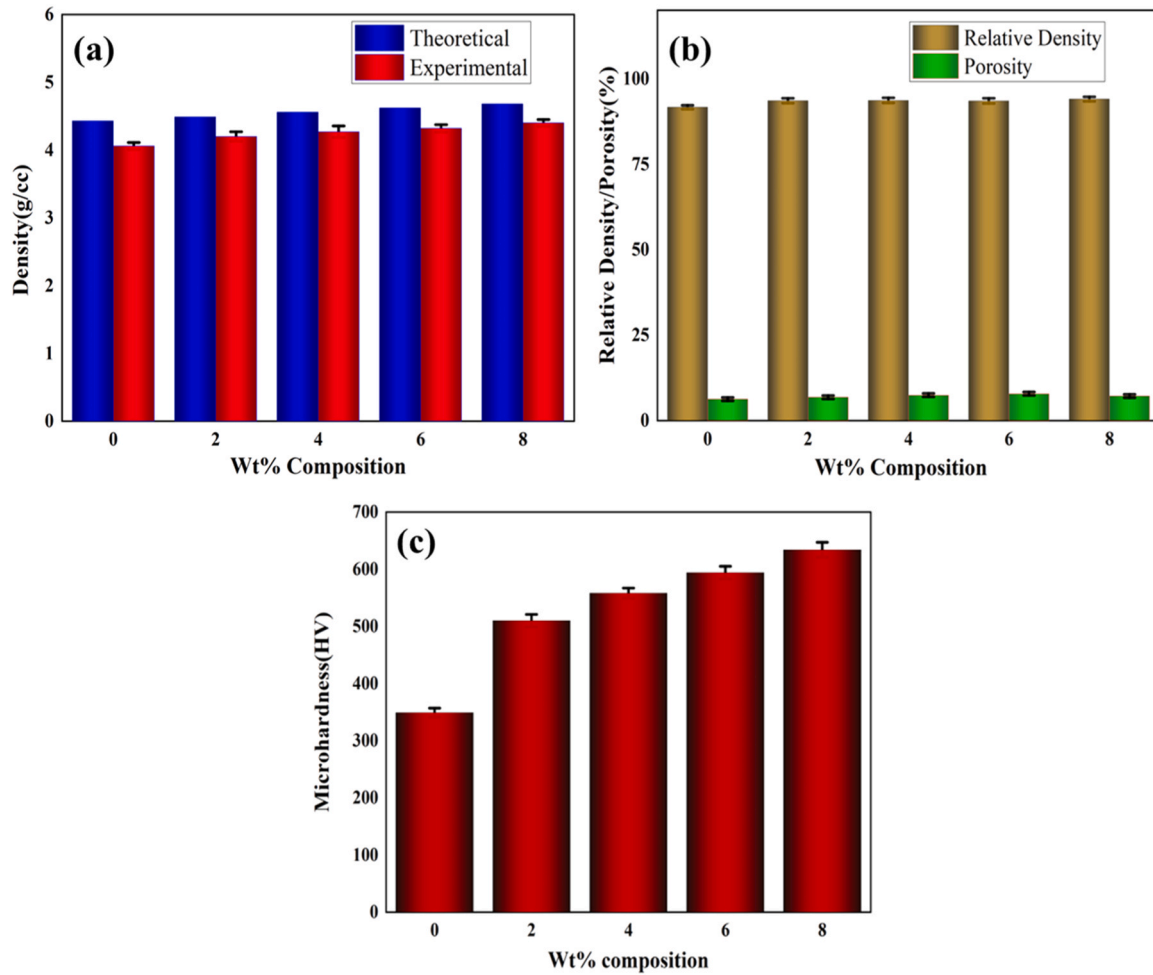 (a)
Theoretical
Experimental
Density(g/cc)
6
5
4
3
2
1
0
0 2 4 6 8
Wt% Composition
(b)
Relative Density
Porosity
Relative Density/Porosity(%)
100
75
50
25
0
0 2 4 6 8
Wt% Composition
(c)
Microhardness(HV)
700
600
500
400
300
200
100
0
0 2 4 6 8
Wt% composition